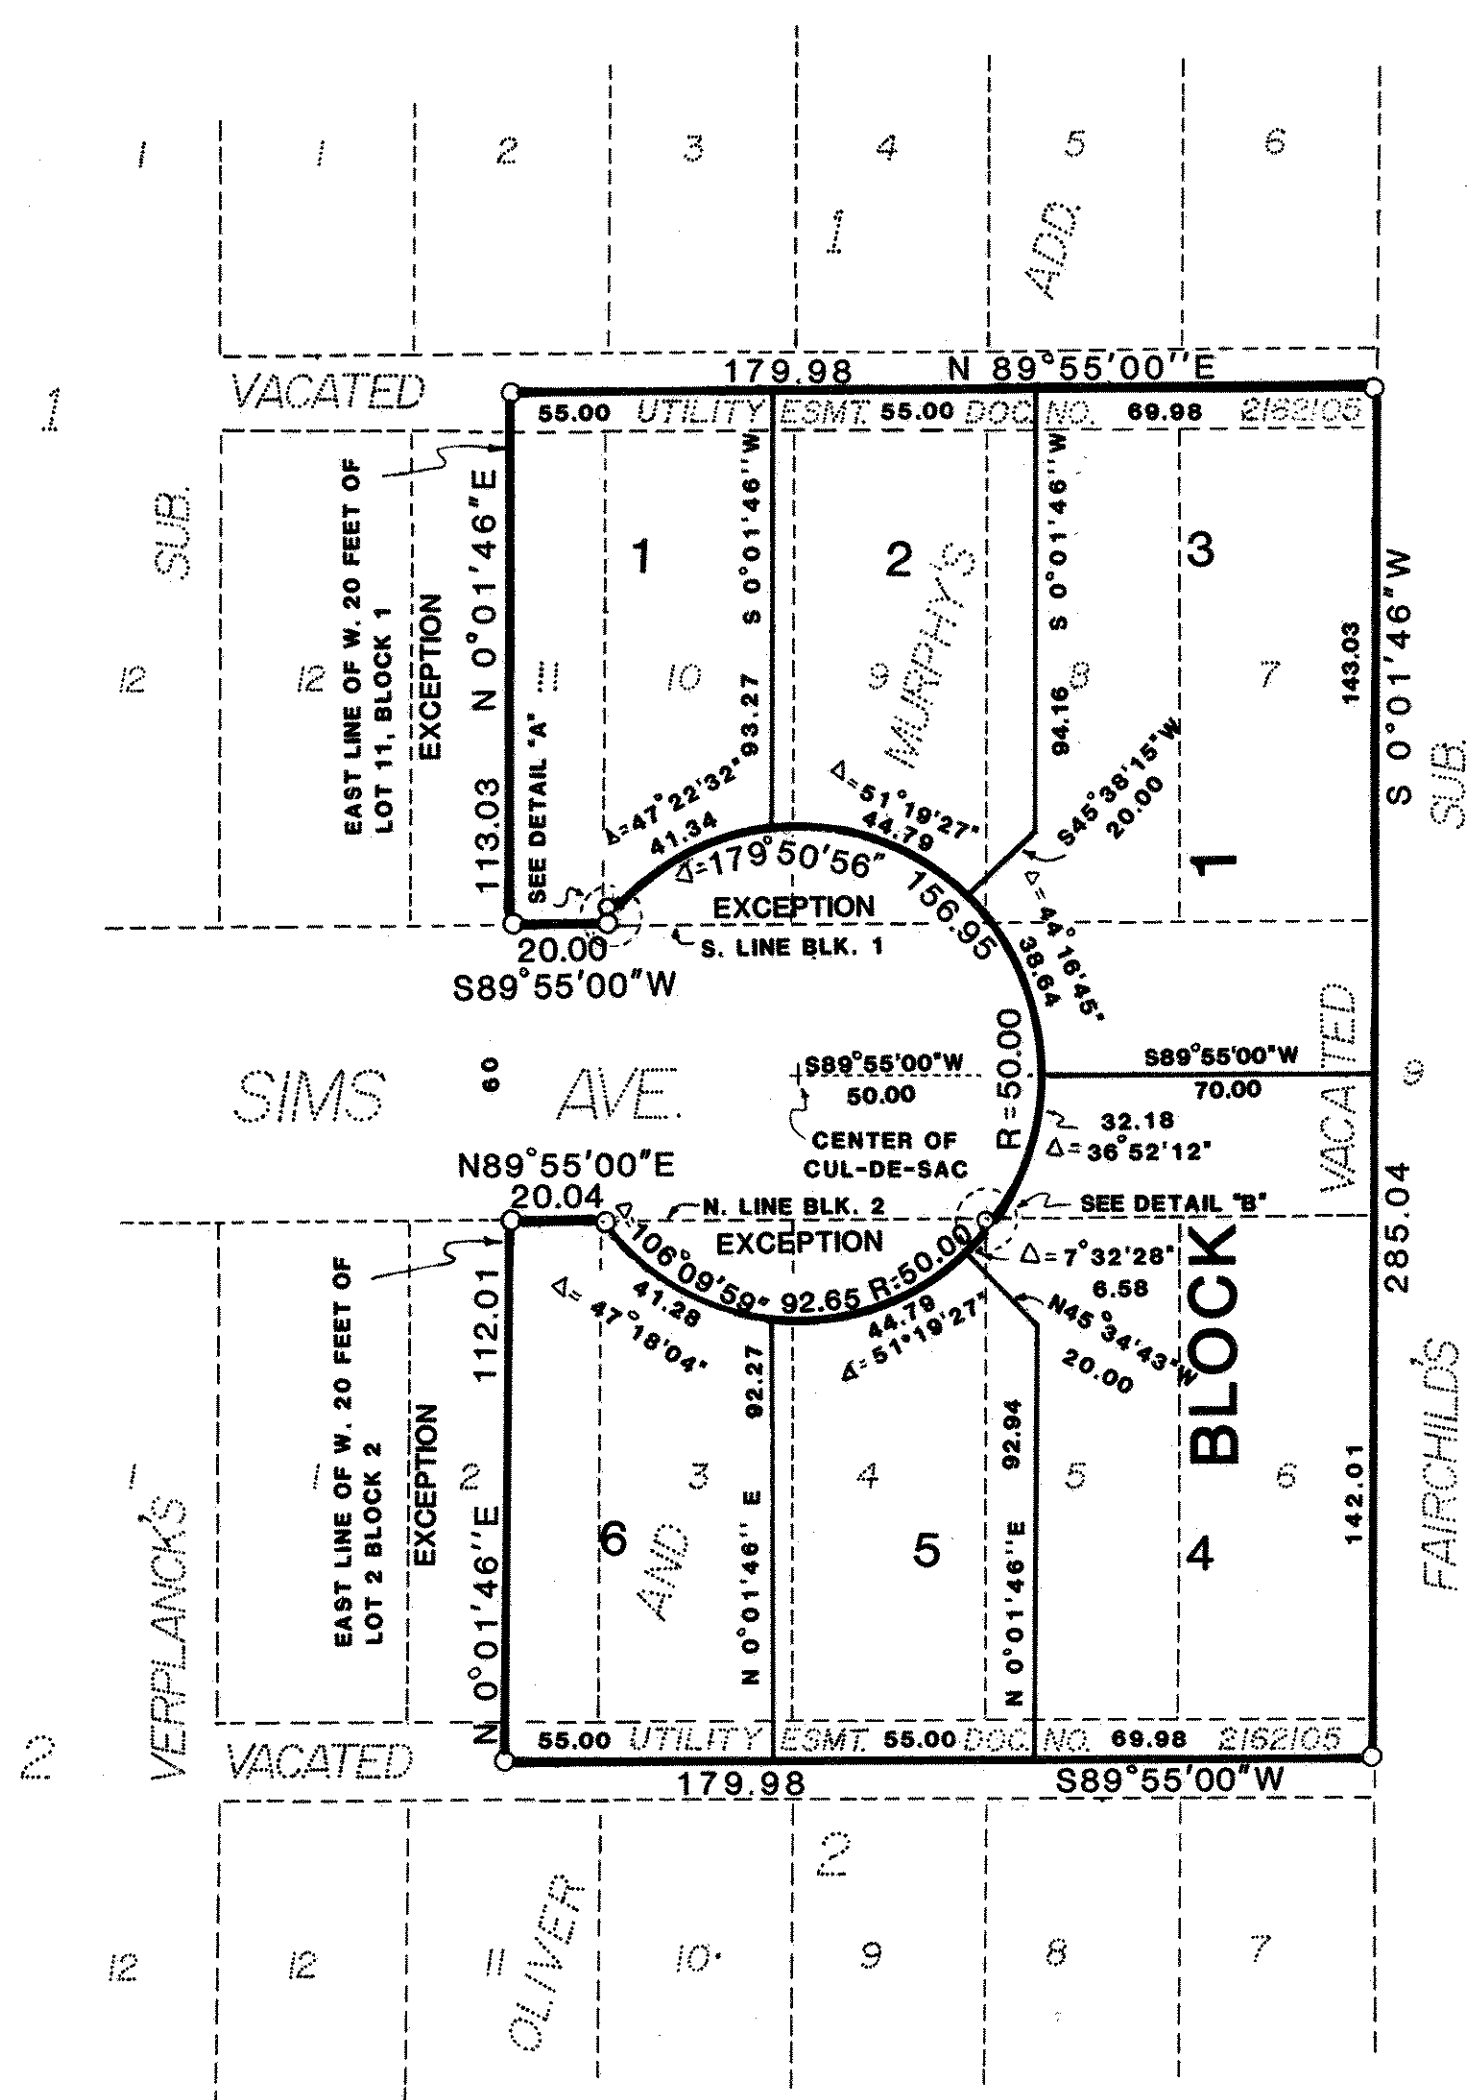 1
1
2
3
4
5
6
1
ADD.
179.98
N 89°55'00''E
1
VACATED
55.00
UTILITY
ESMT.
55.00
DOC.
NO.
69.98
2162105
SUB.
EAST LINE OF W. 20 FEET OF
LOT 11, BLOCK 1
EXCEPTION
113.03 N 0°01'46"E
SEE DETAIL "A"
11
1
93.27 S 0°01'46''W
2
94.16 S 0°01'46''W
3
12
12
10
9
MURPHY'S
8
7
143.03
S 0°01'46"W
SUB.
Δ=47°22'32"
41.34
Δ=51°19'27"
44.79
S45°38'15"W
20.00
Δ=179°50'56"
156.95
1
EXCEPTION
Δ=44°16'45"
38.64
20.00
S89°55'00"W
S. LINE BLK. 1
SIMS AVE.
60
S89°55'00"W
50.00
R=50.00
S89°55'00"W
70.00
VACATED
9
CENTER OF
CUL-DE-SAC
32.18
Δ=36°52'12"
N89°55'00"E
20.04
N. LINE BLK. 2
SEE DETAIL "B"
285.04
EXCEPTION
Δ=106°09'59" 92.65 R=50.00
Δ=7°32'28"
6.58
41.28
Δ=47°18'04"
44.79
Δ=51°19'27"
N45°34'43"W
20.00
BLOCK
EAST LINE OF W. 20 FEET OF
LOT 2 BLOCK 2
EXCEPTION
N 0°01'46''E 112.01
N 0°01'46'' E 92.27
N 0°01'46''E 92.94
142.01
FAIRCHILD'S
1
1
2
3
4
5
6
VERPLANCK'S
6
AND
5
4
2
VACATED
55.00
UTILITY
ESMT.
55.00
DOC.
NO.
69.98
2162105
179.98
S89°55'00"W
2
OLIVER
12
12
11
10
9
8
7